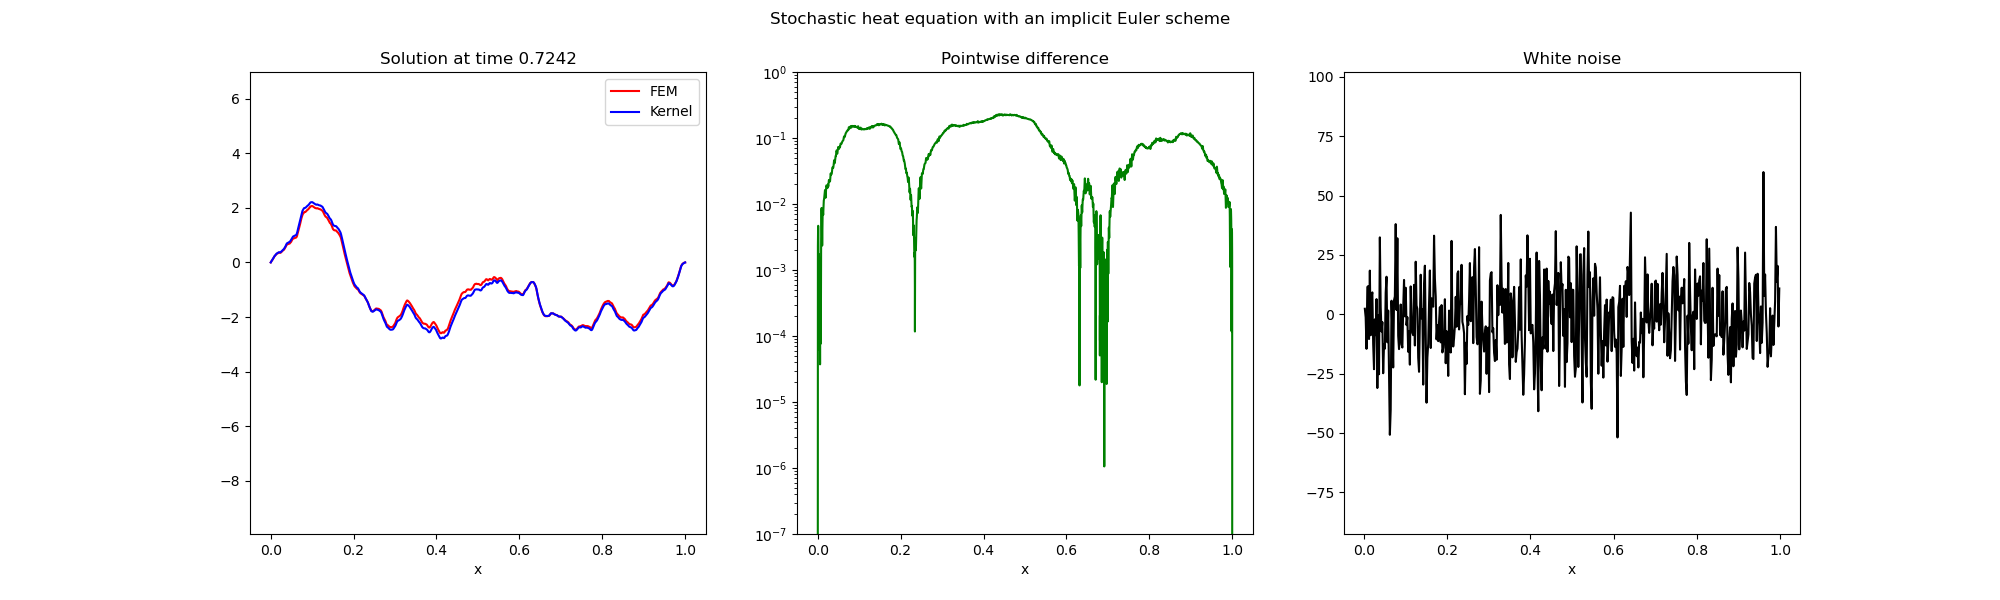 Stochastic heat equation with an implicit Euler scheme
Solution at time 0.7242
FEM
Kernel
6
4
2
0
−2
−4
−6
−8
0.0 0.2 0.4 0.6 0.8 1.0
x
Pointwise difference
10⁰
10⁻¹
10⁻²
10⁻³
10⁻⁴
10⁻⁵
10⁻⁶
10⁻⁷
0.0 0.2 0.4 0.6 0.8 1.0
x
White noise
100
75
50
25
0
−25
−50
−75
0.0 0.2 0.4 0.6 0.8 1.0
x